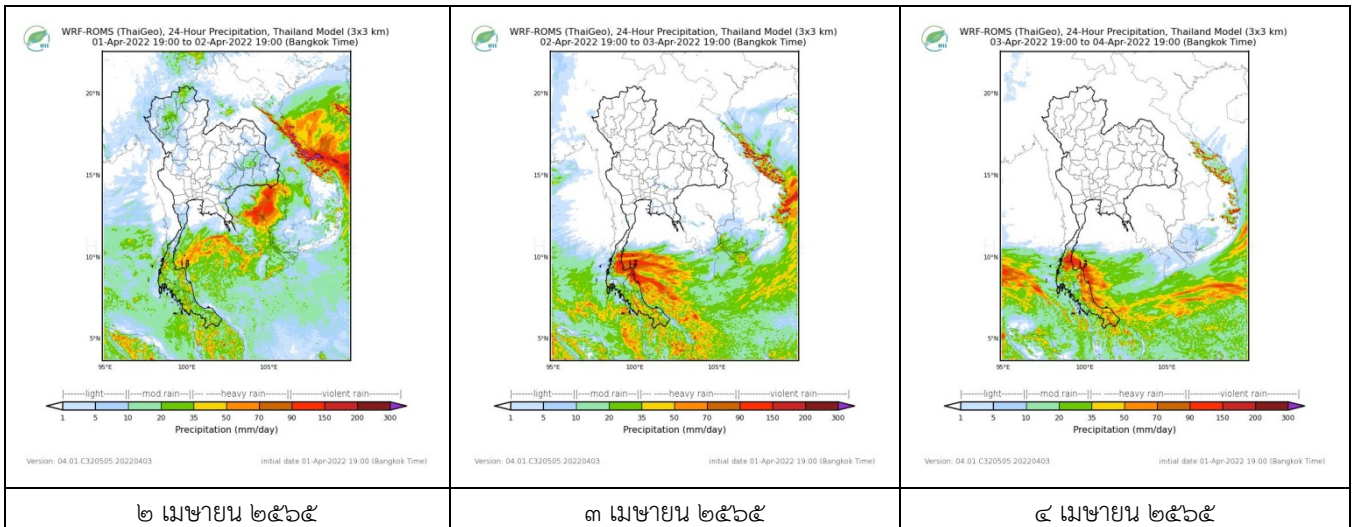 WRF-ROMS (ThaiGeo), 24-Hour Precipitation, Thailand Model (3x3 km)
01-Apr-2022 19:00 to 02-Apr-2022 19:00 (Bangkok Time)
HII
20°N
15°N
10°N
5°N
95°E 100°E 105°E
|-------light------||---mod.rain---|---- ----heavy rain----||--------violent rain-------|
1 5 10 20 35 50 70 90 150 200 300
Precipitation (mm/day)
Version: 04.01.C320505.20220403 initial date 01-Apr-2022 19:00 (Bangkok Time)
๒ เมษายน ๒๕๖๕
WRF-ROMS (ThaiGeo), 24-Hour Precipitation, Thailand Model (3x3 km)
02-Apr-2022 19:00 to 03-Apr-2022 19:00 (Bangkok Time)
HII
20°N
15°N
10°N
5°N
95°E 100°E 105°E
|-------light------||---mod.rain---|---- ----heavy rain----||--------violent rain-------|
1 5 10 20 35 50 70 90 150 200 300
Precipitation (mm/day)
Version: 04.01.C320505.20220403 initial date 01-Apr-2022 19:00 (Bangkok Time)
๓ เมษายน ๒๕๖๕
WRF-ROMS (ThaiGeo), 24-Hour Precipitation, Thailand Model (3x3 km)
03-Apr-2022 19:00 to 04-Apr-2022 19:00 (Bangkok Time)
HII
20°N
15°N
10°N
5°N
95°E 100°E 105°E
|-------light------||---mod.rain---|---- ----heavy rain----||--------violent rain-------|
1 5 10 20 35 50 70 90 150 200 300
Precipitation (mm/day)
Version: 04.01.C320505.20220403 initial date 01-Apr-2022 19:00 (Bangkok Time)
๔ เมษายน ๒๕๖๕